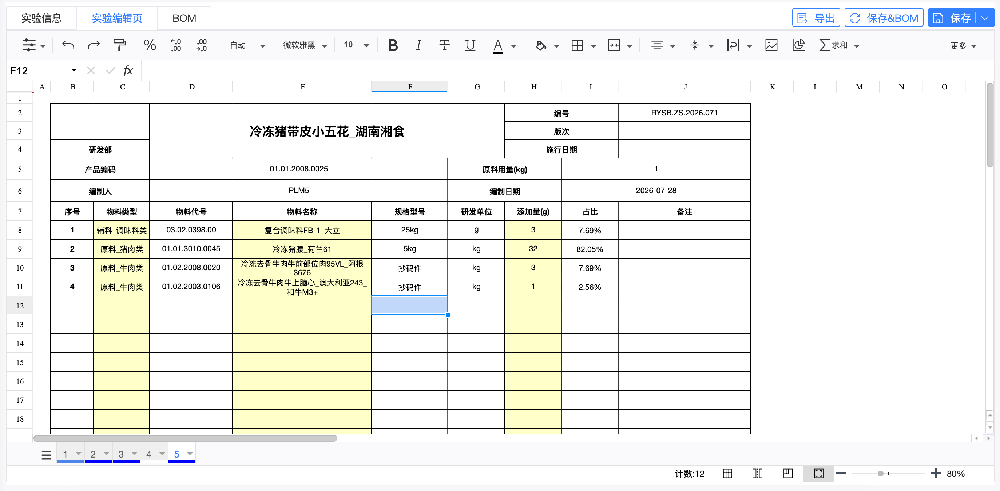 实验信息 实验编辑页 BOM 导出 保存&BOM 保存
% .0 .00 .00 .0 自动 微软雅黑 10 B I T U A 求和 更多
F12 fx
A B C D E F G H I J K L M N O
1
2 编号 RYSB.ZS.2026.071
3 冷冻猪带皮小五花_湖南湘食 版次
4 研发部 施行日期
5 产品编码 01.01.2008.0025 原料用量(kg) 1
6 编制人 PLM5 编制日期 2026-07-28
7 序号 物料类型 物料代号 物料名称 规格型号 研发单位 添加量(g) 占比 备注
8 1 辅料_调味料类 03.02.0398.00 复合调味料FB-1_大立 25kg g 3 7.69%
9 2 原料_猪肉类 01.01.3010.0045 冷冻猪腰_荷兰61 5kg kg 32 82.05%
10 3 原料_牛肉类 01.02.2008.0020 冷冻去骨牛肉牛前部位肉95VL_阿根
3676 抄码件 kg 3 7.69%
11 4 原料_牛肉类 01.02.2003.0106 冷冻去骨牛肉牛上脑心_澳大利亚243_
和牛M3+ 抄码件 kg 1 2.56%
12
13
14
15
16
17
18
1 2 3 4 5
计数:12 80%